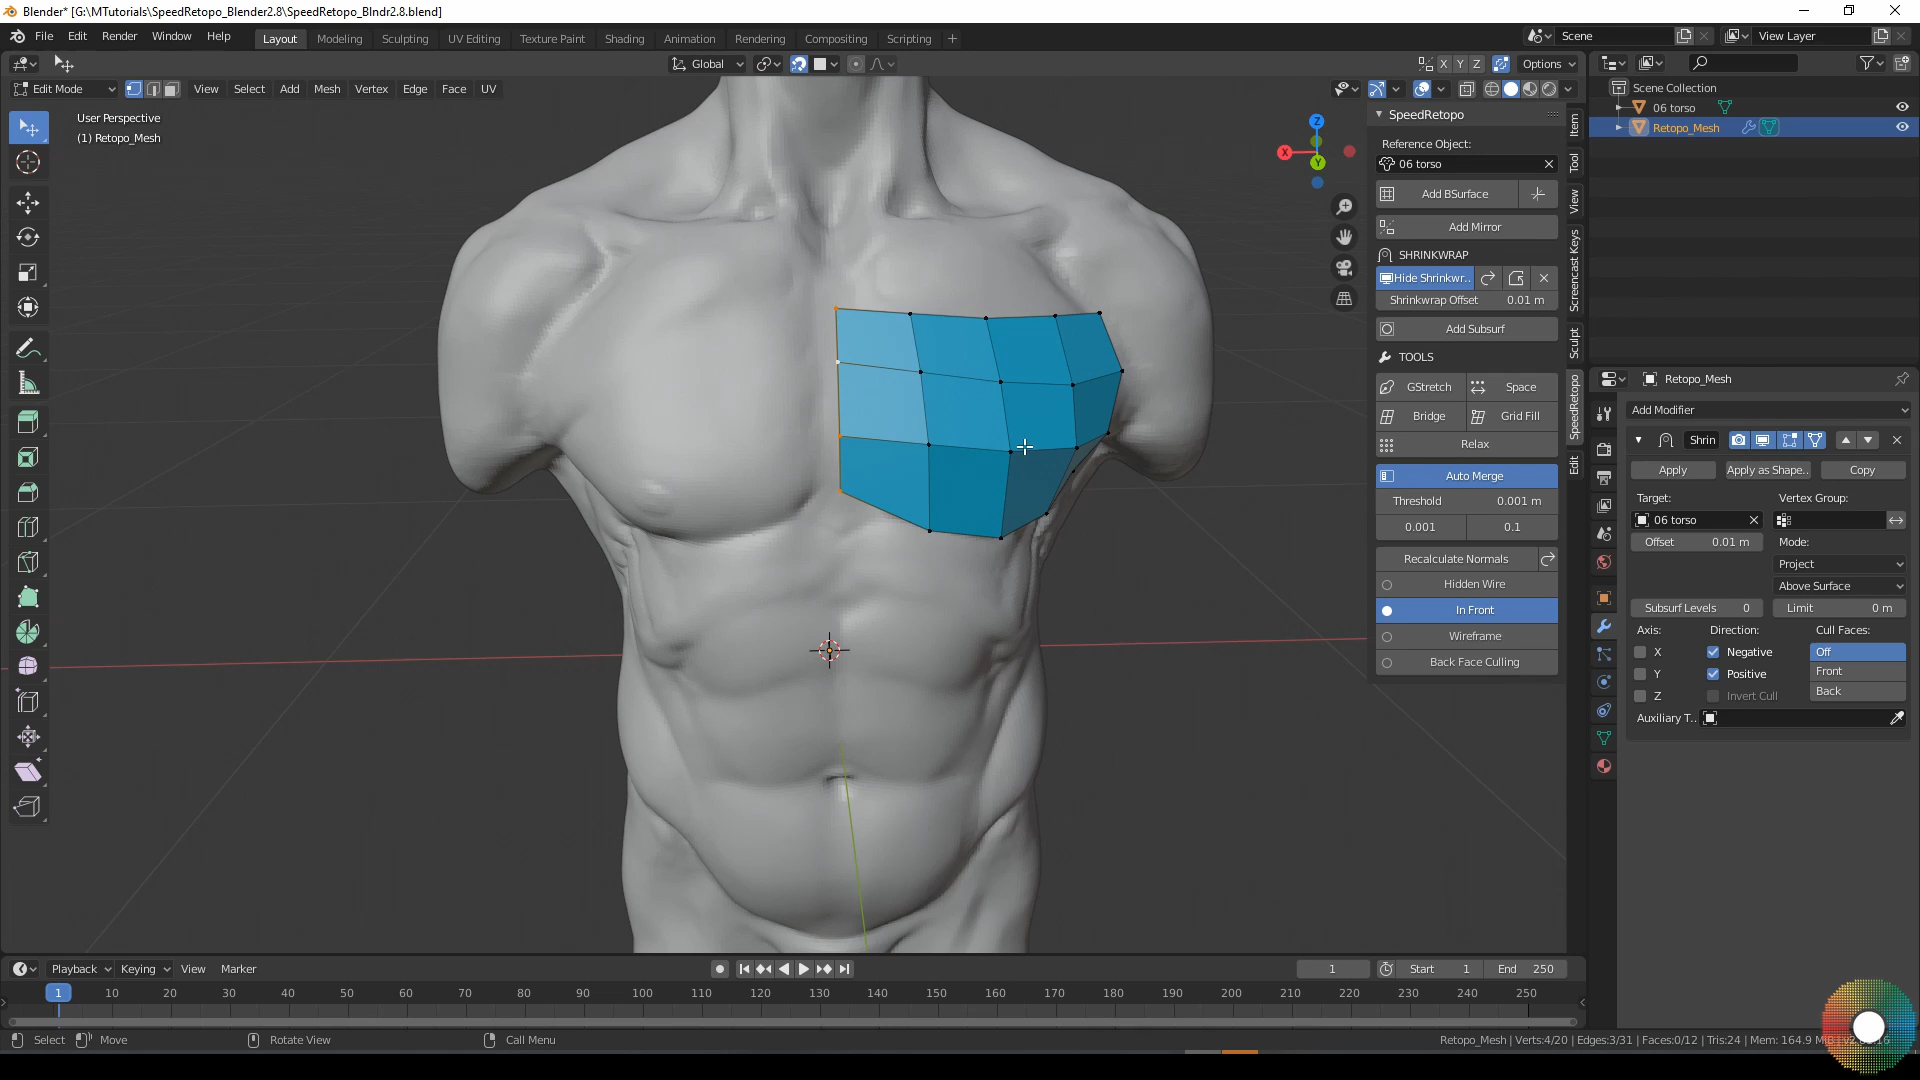 Blender* [G:\MTutorials\SpeedRetopo_Blender2.8\SpeedRetopo_Blndr2.8.blend]
File Edit Render Window Help Layout Modeling Sculpting UV Editing Texture Paint Shading Animation Rendering Compositing Scripting + Scene View Layer
Global X Y Z Options
Edit Mode View Select Add Mesh Vertex Edge Face UV
User Perspective
(1) Retopo_Mesh
Z
X
Y
SpeedRetopo
Reference Object:
06 torso
Add BSurface
Add Mirror
SHRINKWRAP
Hide Shrinkwr..
Shrinkwrap Offset 0.01 m
Add Subsurf
TOOLS
GStretch Space
Bridge Grid Fill
Relax
Auto Merge
Threshold 0.001 m
0.001 0.1
Recalculate Normals
Hidden Wire
In Front
Wireframe
Back Face Culling
Item
Tool
View
Screencast Keys
Sculpt
SpeedRetopo
Edit
Scene Collection
06 torso
Retopo_Mesh
Retopo_Mesh
Add Modifier
Shrin
Apply Apply as Shape.. Copy
Target: Vertex Group:
06 torso
Offset 0.01 m Mode:
Project
Above Surface
Subsurf Levels 0 Limit 0 m
Axis: Direction: Cull Faces:
X Negative Off
Y Positive Front
Z Invert Cull Back
Auxiliary T..
Playback Keying View Marker 1 Start 1 End 250
1 10 20 30 40 50 60 70 80 90 100 110 120 130 140 150 160 170 180 190 200 210 220 230 240 250
Select Move Rotate View Call Menu Retopo_Mesh | Verts:4/20 | Edges:3/31 | Faces:0/12 | Tris:24 | Mem: 164.9